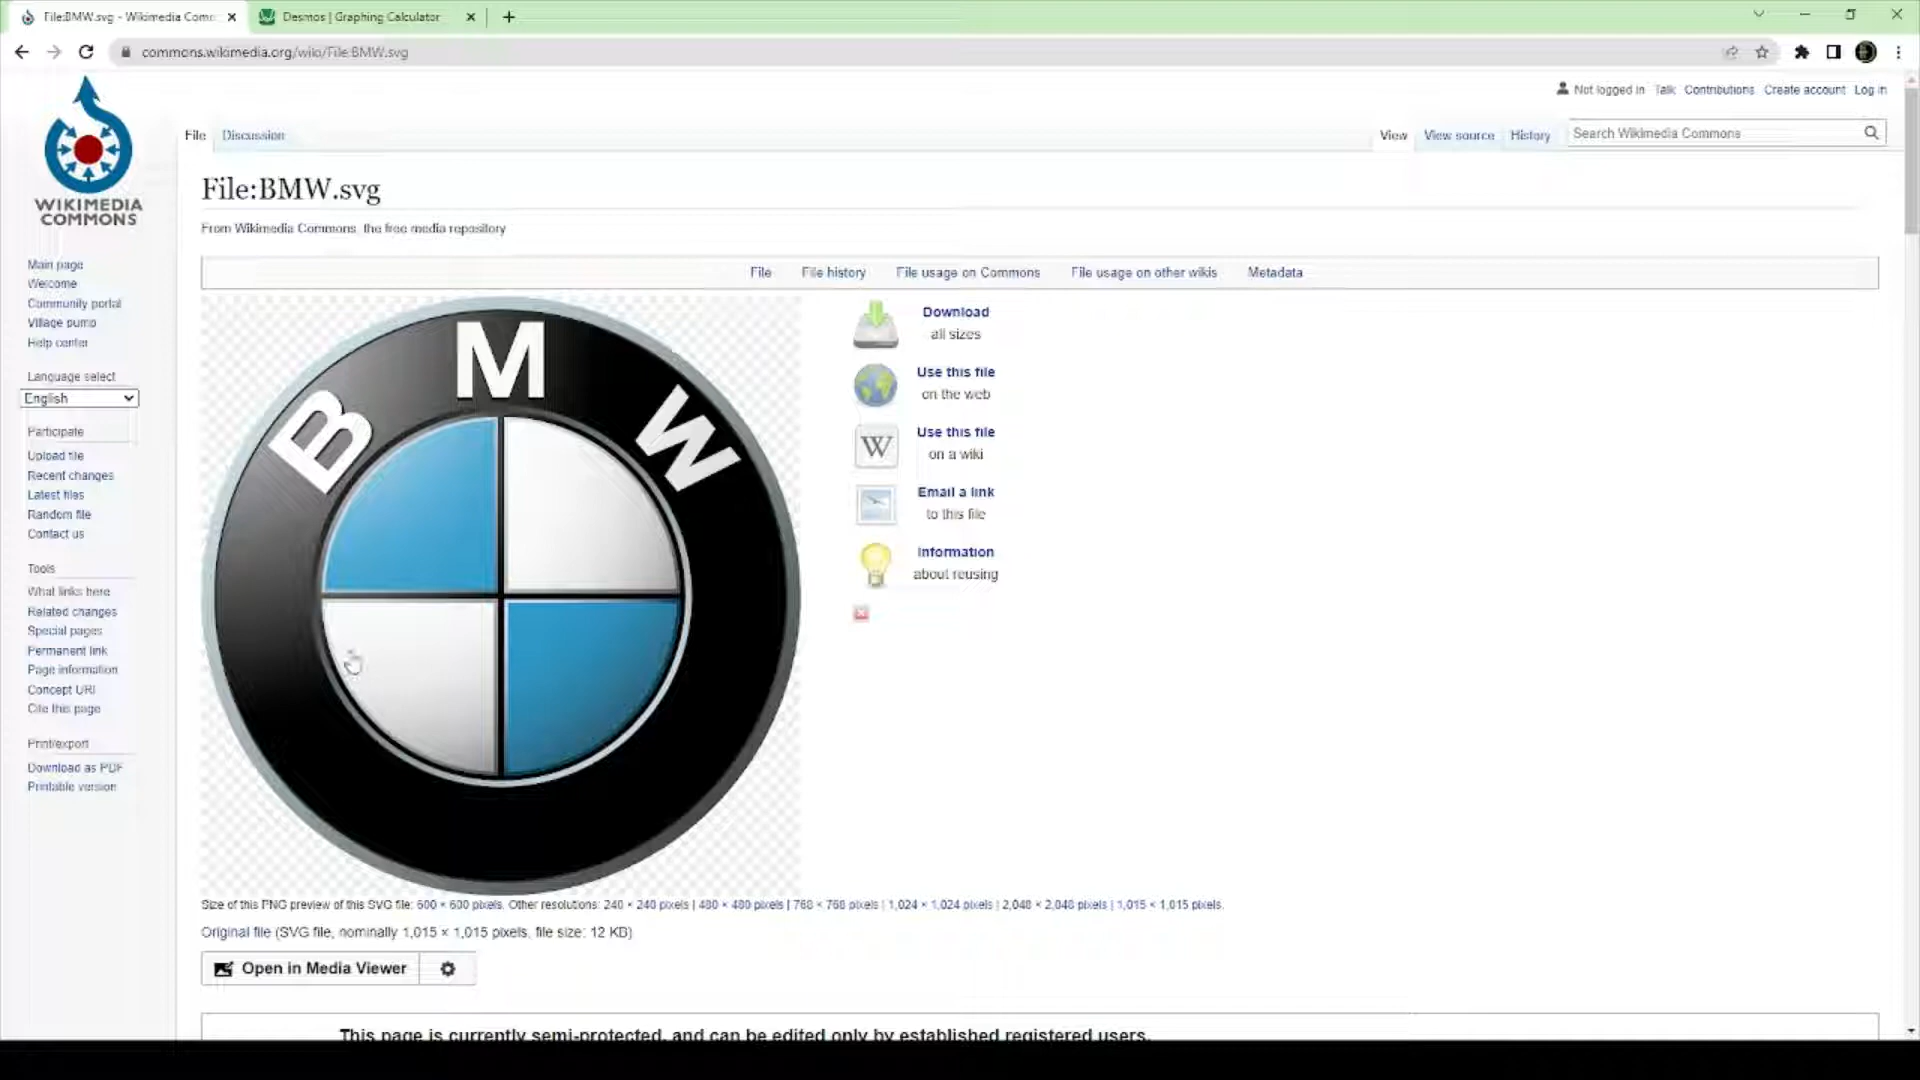 File:BMW.svg - Wikimedia Comm
Desmos | Graphing Calculator
commons.wikimedia.org/wiki/File:BMW.svg
Not logged in Talk Contributions Create account Log in
File Discussion View View source History Search Wikimedia Commons
WIKIMEDIA
COMMONS
File:BMW.svg
From Wikimedia Commons, the free media repository
File File history File usage on Commons File usage on other wikis Metadata
Main page
Welcome
Community portal
Village pump
Help center
Language select
English
Participate
Upload file
Recent changes
Latest files
Random file
Contact us
Tools
What links here
Related changes
Special pages
Permanent link
Page information
Concept URI
Cite this page
Print/export
Download as PDF
Printable version
B M W
Download
all sizes
Use this file
on the web
W
Use this file
on a wiki
Email a link
to this file
Information
about reusing
Size of this PNG preview of this SVG file: 600 × 600 pixels. Other resolutions: 240 × 240 pixels | 480 × 480 pixels | 768 × 768 pixels | 1,024 × 1,024 pixels | 2,048 × 2,048 pixels | 1,015 × 1,015 pixels.
Original file (SVG file, nominally 1,015 × 1,015 pixels, file size: 12 KB)
Open in Media Viewer
This page is currently semi-protected, and can be edited only by established registered users.